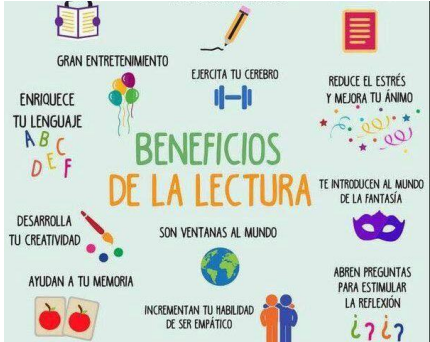 GRAN ENTRETENIMIENTO
EJERCITA TU CEREBRO
REDUCE EL ESTRÉS
Y MEJORA TU ÁNIMO
ENRIQUECE
TU LENGUAJE
A B C
D E F
BENEFICIOS
DE LA LECTURA
TE INTRODUCEN AL MUNDO
DE LA FANTASÍA
DESARROLLA
TU CREATIVIDAD
SON VENTANAS AL MUNDO
AYUDAN A TU MEMORIA
ABREN PREGUNTAS
PARA ESTIMULAR
LA REFLEXIÓN
INCREMENTAN TU HABILIDAD
DE SER EMPÁTICO
¿?¿?